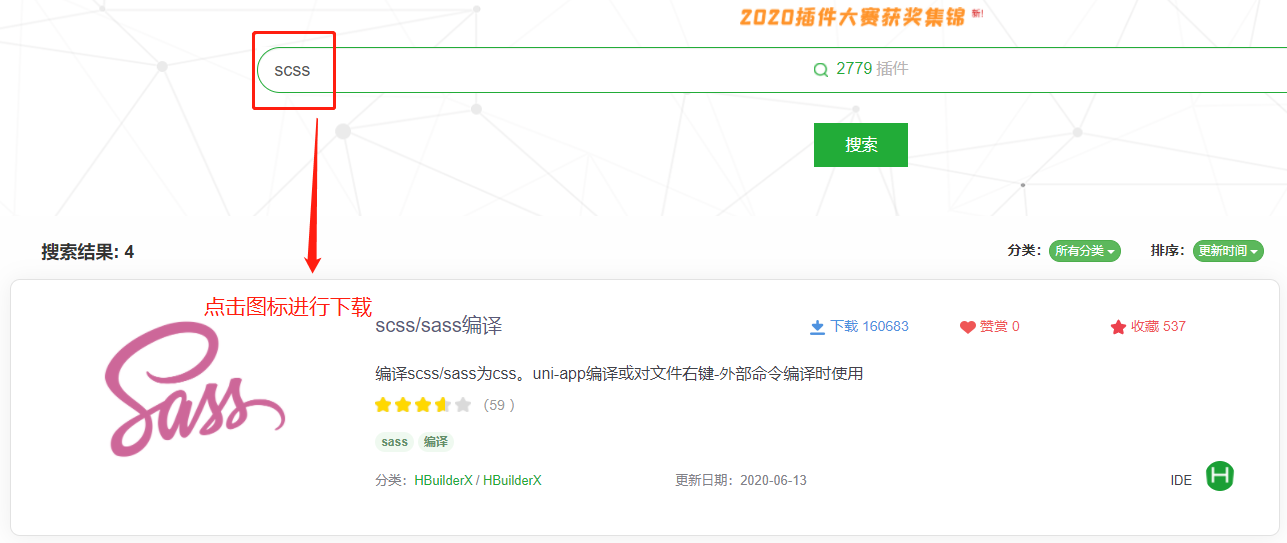 2020插件大赛获奖集锦 新!
scss 2779 插件
搜索
搜索结果: 4 分类: 所有分类 排序: 更新时间
点击图标进行下载
Sass
scss/sass编译 下载 160683 赞赏 0 收藏 537
编译scss/sass为css。uni-app编译或对文件右键-外部命令编译时使用
（59 ）
sass 编译
分类：HBuilderX / HBuilderX 更新日期：2020-06-13 IDE H